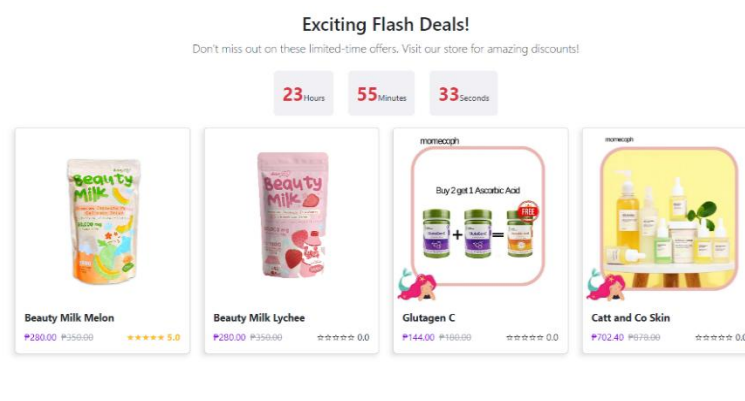 Exciting Flash Deals!
Don't miss out on these limited-time offers. Visit our store for amazing discounts!
23 Hours
55 Minutes
33 Seconds
Beauty Milk
Beauty Milk
momecoph
Buy 2 get 1 Ascorbic Acid
FREE
momecoph
Beauty Milk Melon
₱280.00 ₱350.00
★★★★★ 5.0
Beauty Milk Lychee
₱280.00 ₱350.00
☆☆☆☆☆ 0.0
Glutagen C
₱144.00 ₱180.00
☆☆☆☆☆ 0.0
Catt and Co Skin
₱702.40 ₱878.00
☆☆☆☆☆ 0.0